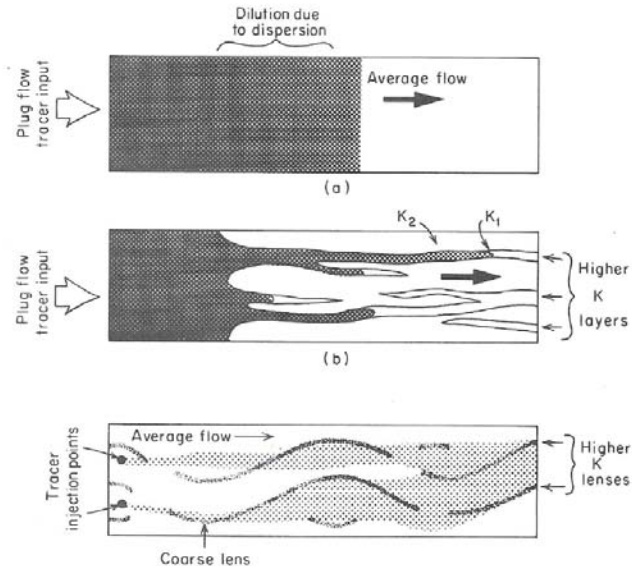 Dilution due
to dispersion
Plug flow
tracer input
Average flow
(a)
K2
K1
Plug flow
tracer input
Higher
K
layers
(b)
Average flow
Tracer
injection points
Higher
K
lenses
Coarse lens